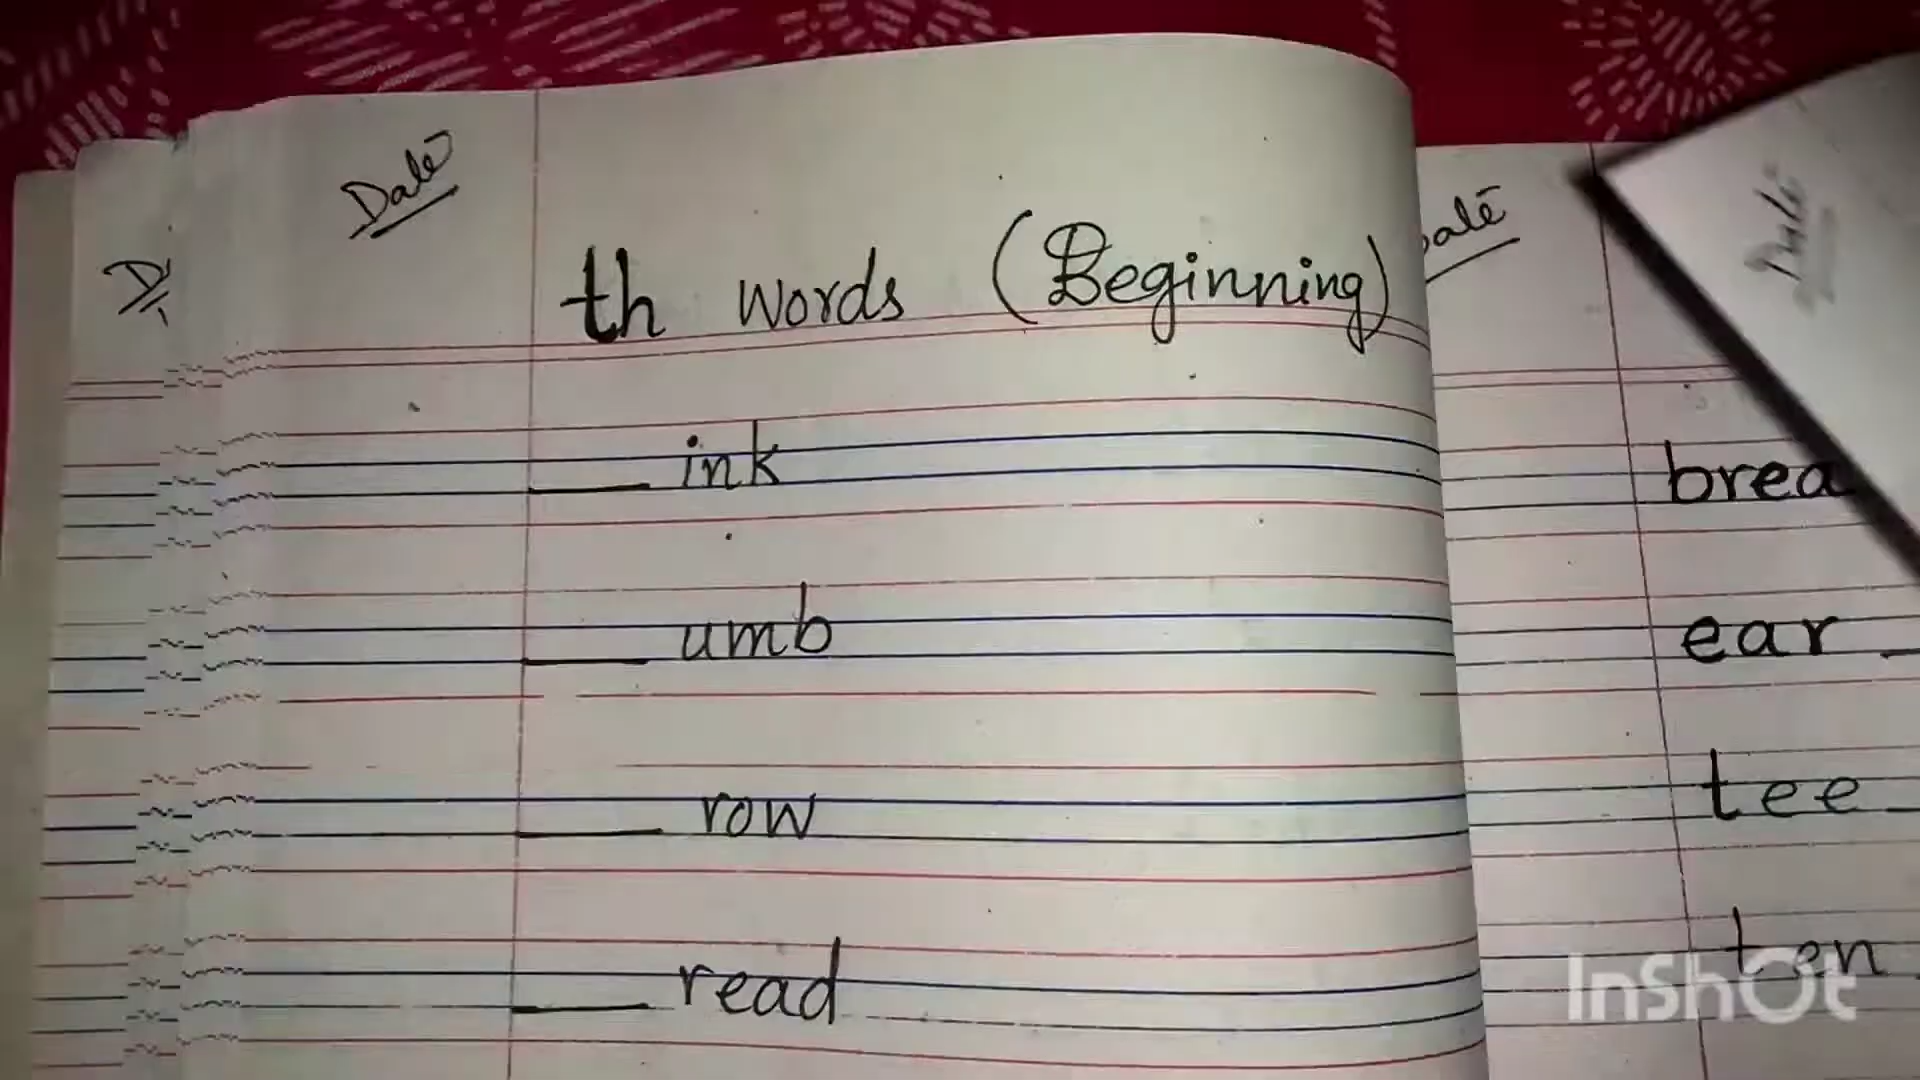 Date
th words (Beginning)
___ ink
___ umb
___ row
___ read
brea
ear _
tee _
ten
Date
InShOt